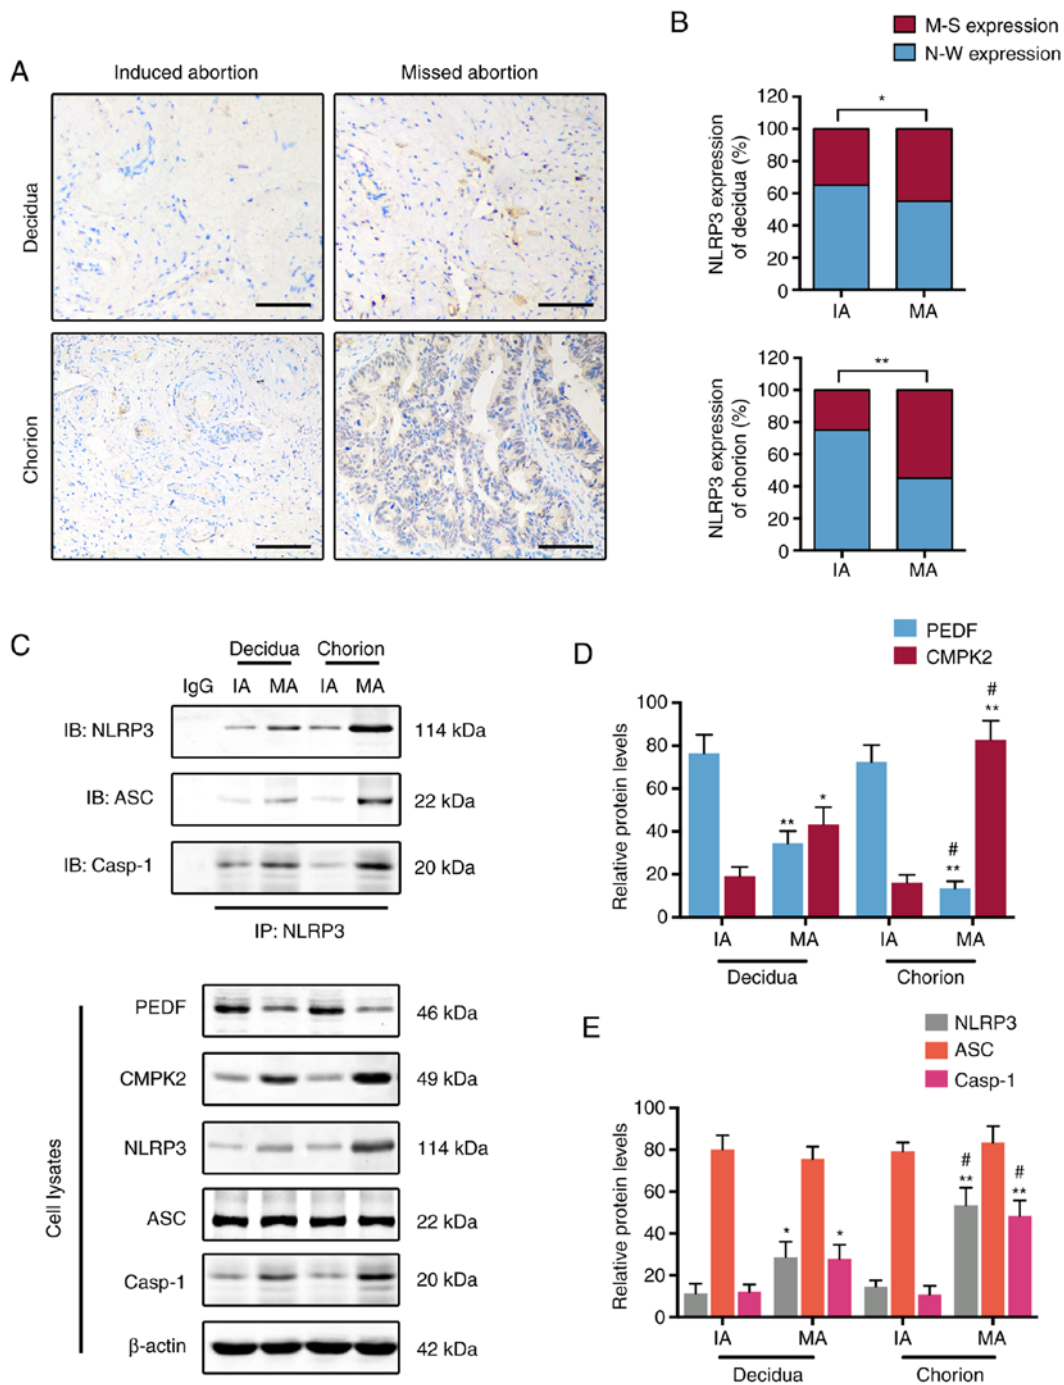 A
Induced abortion
Missed abortion
Decidua
Chorion
B
M-S expression
N-W expression
NLRP3 expression
of decidua (%)
120
100
80
60
40
20
0
*
IA
MA
NLRP3 expression
of chorion (%)
120
100
80
60
40
20
0
**
IA
MA
C
Decidua Chorion
IgG IA MA IA MA
IB: NLRP3 114 kDa
IB: ASC 22 kDa
IB: Casp-1 20 kDa
IP: NLRP3
Cell lysates
PEDF 46 kDa
CMPK2 49 kDa
NLRP3 114 kDa
ASC 22 kDa
Casp-1 20 kDa
β-actin 42 kDa
D
PEDF
CMPK2
Relative protein levels
100
80
60
40
20
0
**
*
#
**
#
**
IA MA IA MA
Decidua Chorion
E
NLRP3
ASC
Casp-1
Relative protein levels
100
80
60
40
20
0
*
*
#
**
#
**
IA MA IA MA
Decidua Chorion